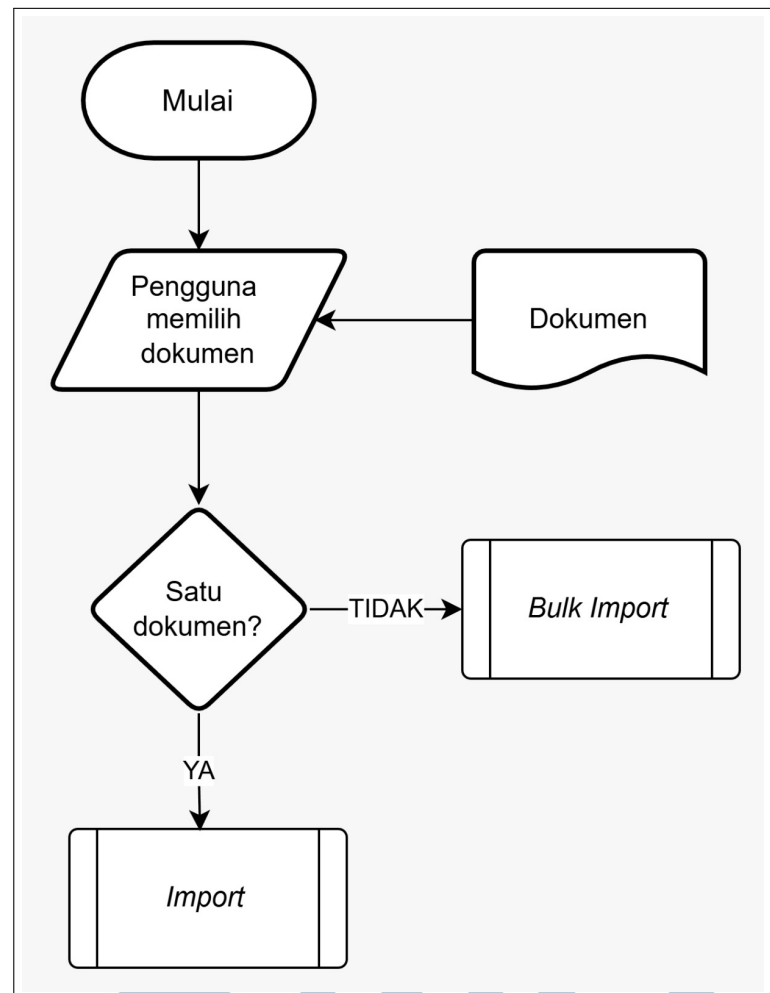 Mulai
Pengguna
memilih
dokumen
Dokumen
Satu
dokumen?
TIDAK
Bulk Import
YA
Import